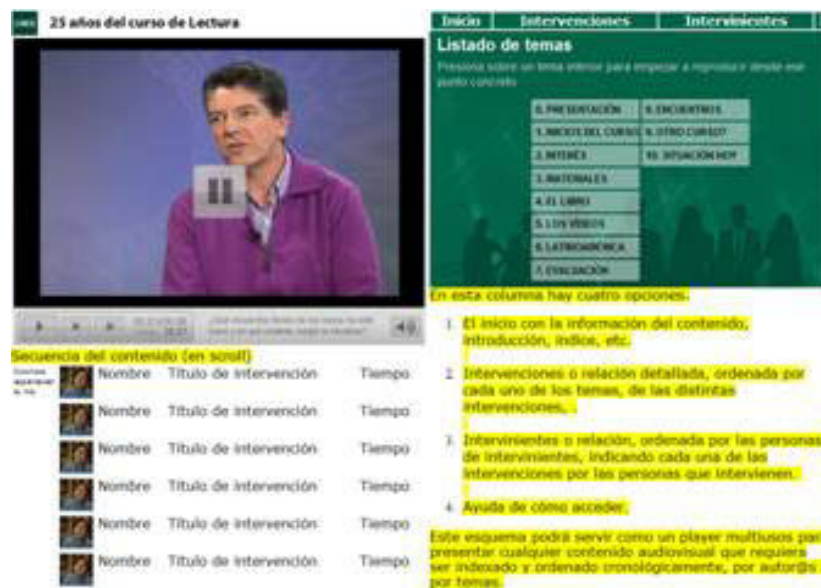 25 años del curso de Lectura
Secuencia del contenido (en scroll)
Nombre Título de intervención Tiempo
Nombre Título de intervención Tiempo
Nombre Título de intervención Tiempo
Nombre Título de intervención Tiempo
Nombre Título de intervención Tiempo
Nombre Título de intervención Tiempo
Inicio Intervenciones Intervinientes
Listado de temas
Presiona sobre un tema inferior para empezar a reproducir desde ese
punto concreto
0. PRESENTACIÓN
1. INICIOS DEL CURSO
2. INTERÉS
3. MATERIALES
4. EL LIBRO
5. LOS VÍDEOS
6. LATINOAMÉRICA
7. EVALUACIÓN
8. ENCUENTROS
9. OTRO CURSO?
10. SITUACIÓN HOY
En esta columna hay cuatro opciones.
1. El inicio con la información del contenido,
introducción, índice, etc.
2. Intervenciones o relación detallada, ordenada por
cada uno de los temas, de las distintas
intervenciones, .
3. Intervinientes o relación, ordenada por las personas
de intervinientes, indicando cada una de las
intervenciones por las personas que intervienen.
4. Ayuda de cómo acceder.
Este esquema podrá servir como un player multiusos par
presentar cualquier contenido audiovisual que requiera
ser indexado y ordenado cronológicamente, por autor@s
por temas.